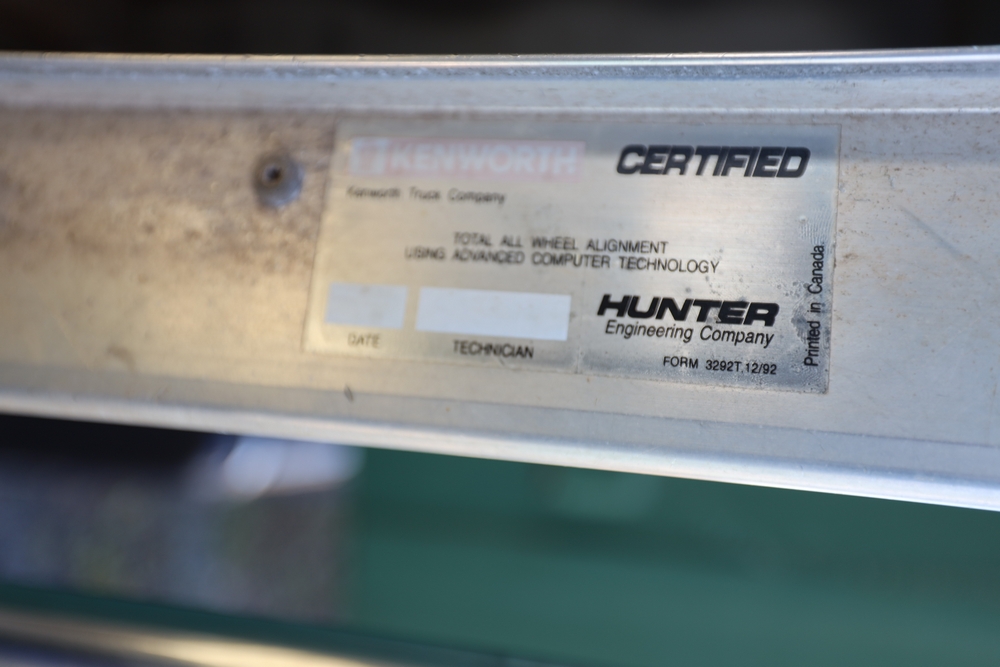 KENWORTH
CERTIFIED
Kenworth Truck Company
TOTAL ALL WHEEL ALIGNMENT
USING ADVANCED COMPUTER TECHNOLOGY
DATE
TECHNICIAN
HUNTER
Engineering Company
FORM 3292T 12/92
Printed in Canada